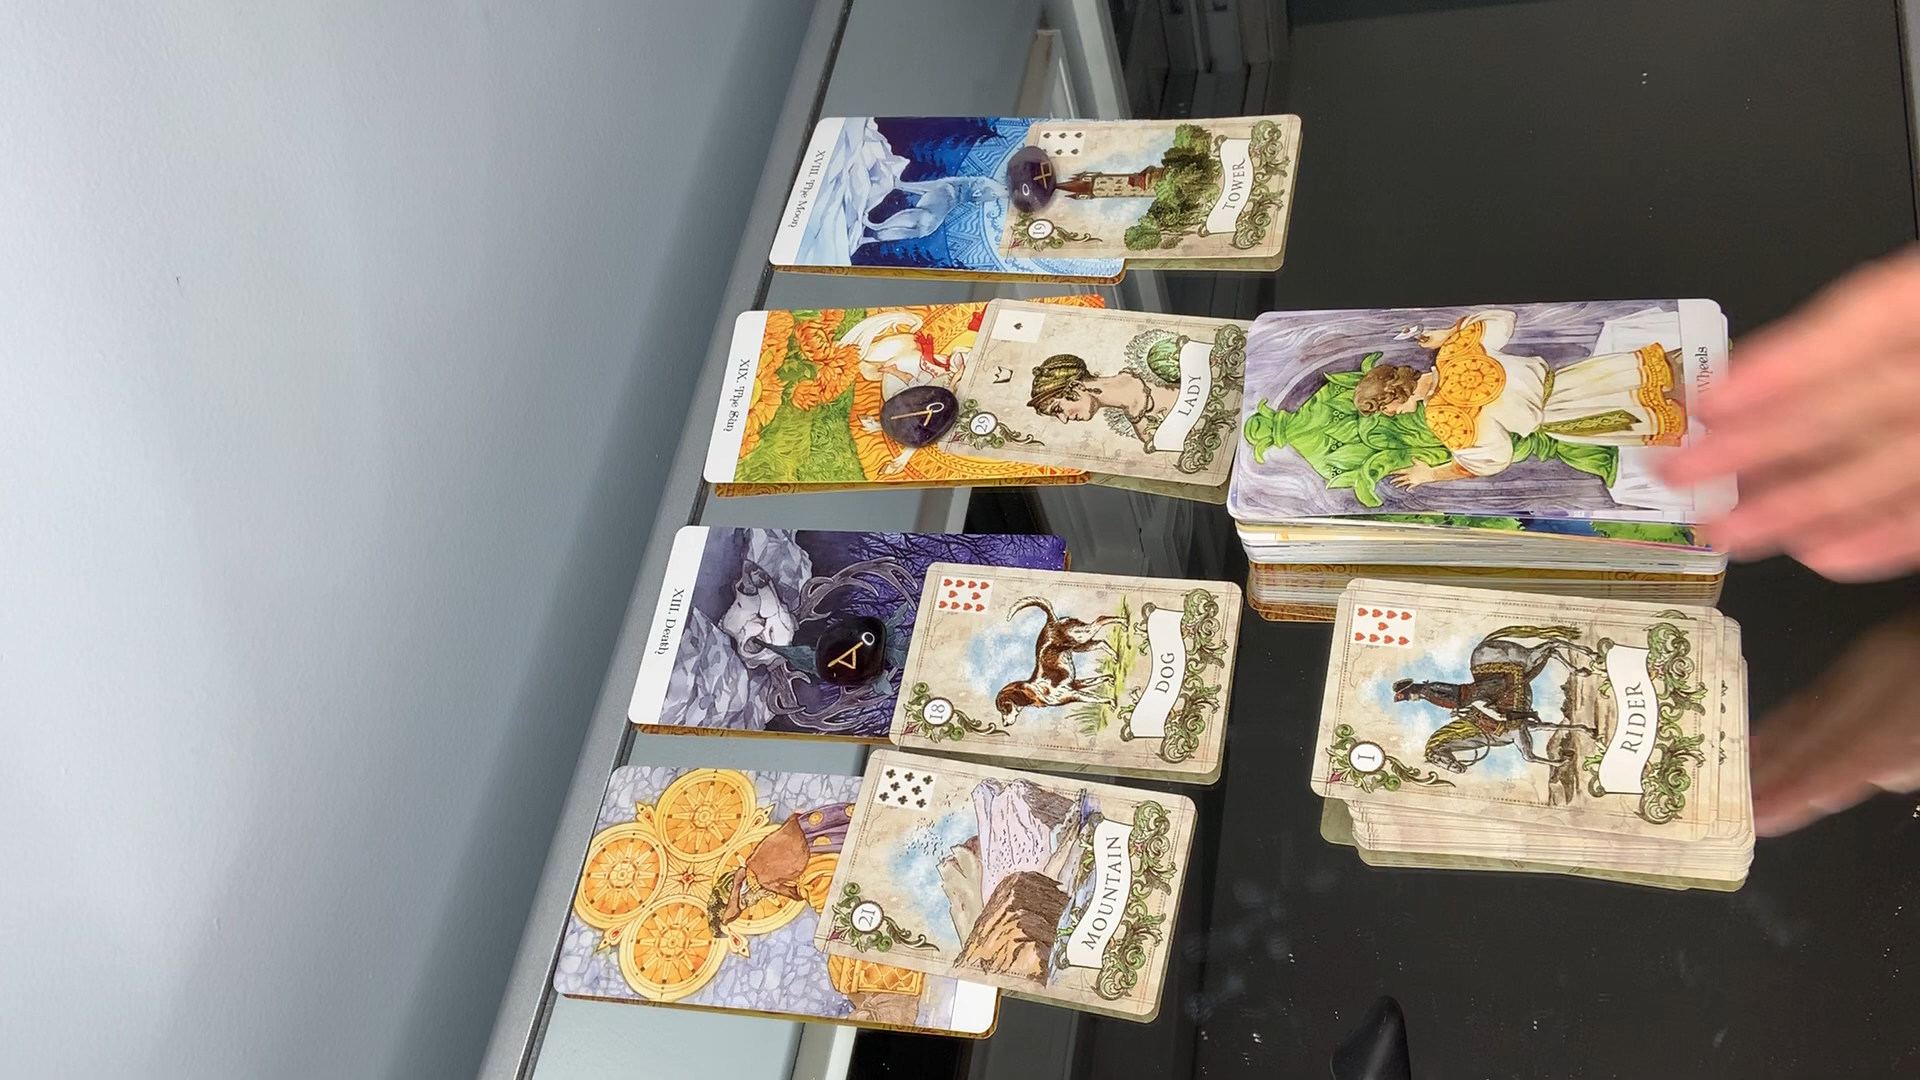 XVIII. The Moon
19
TOWER
XIX. The Sun
29
LADY
Wheels
XIII. Death
18
DOG
1
RIDER
21
MOUNTAIN